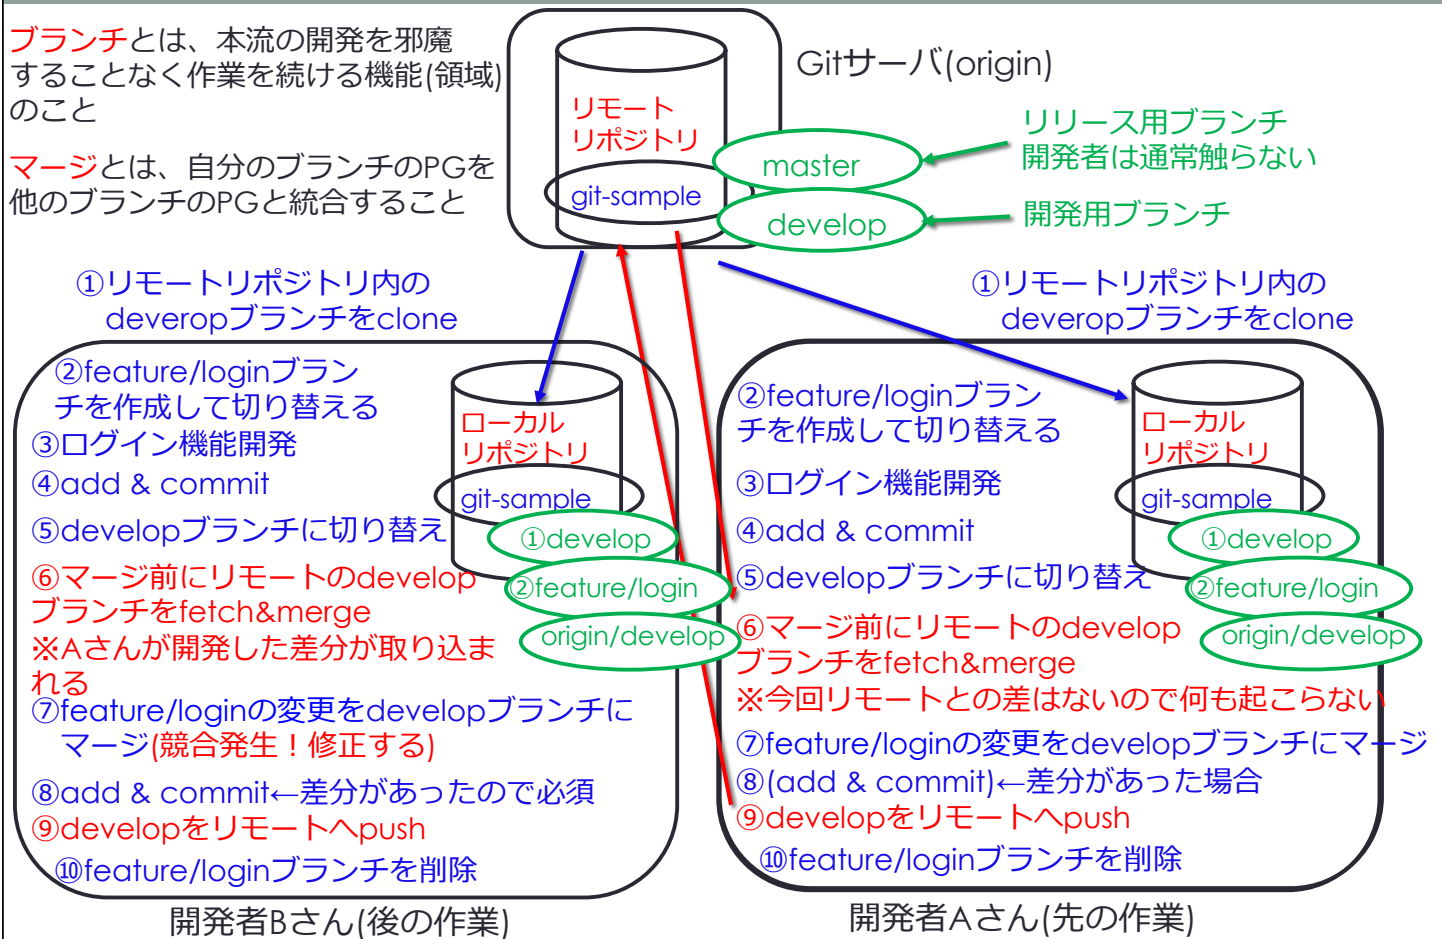 ブランチとは、本流の開発を邪魔
することなく作業を続ける機能(領域)
のこと
マージとは、自分のブランチのPGを
他のブランチのPGと統合すること
リモート
リポジトリ
git-sample
Gitサーバ(origin)
master
develop
リリース用ブランチ
開発者は通常触らない
開発用ブランチ
①リモートリポジトリ内の
deveropブランチをclone
①リモートリポジトリ内の
deveropブランチをclone
②feature/loginブラン
チを作成して切り替える
③ログイン機能開発
④add & commit
⑤developブランチに切り替え
⑥マージ前にリモートのdevelop
ブランチをfetch&merge
※Aさんが開発した差分が取り込ま
れる
⑦feature/loginの変更をdevelopブランチに
マージ(競合発生！修正する)
⑧add & commit←差分があったので必須
⑨developをリモートへpush
⑩feature/loginブランチを削除
ローカル
リポジトリ
git-sample
①develop
②feature/login
origin/develop
開発者Bさん(後の作業)
②feature/loginブラン
チを作成して切り替える
③ログイン機能開発
④add & commit
⑤developブランチに切り替え
⑥マージ前にリモートのdevelop
ブランチをfetch&merge
※今回リモートとの差はないので何も起こらない
⑦feature/loginの変更をdevelopブランチにマージ
⑧(add & commit)←差分があった場合
⑨developをリモートへpush
⑩feature/loginブランチを削除
ローカル
リポジトリ
git-sample
①develop
②feature/login
origin/develop
開発者Aさん(先の作業)